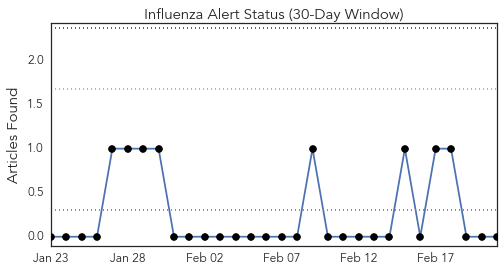 Influenza Alert Status (30-Day Window)
Articles Found
2.0
1.5
1.0
0.5
0.0
Jan 23 Jan 28 Feb 02 Feb 07 Feb 12 Feb 17